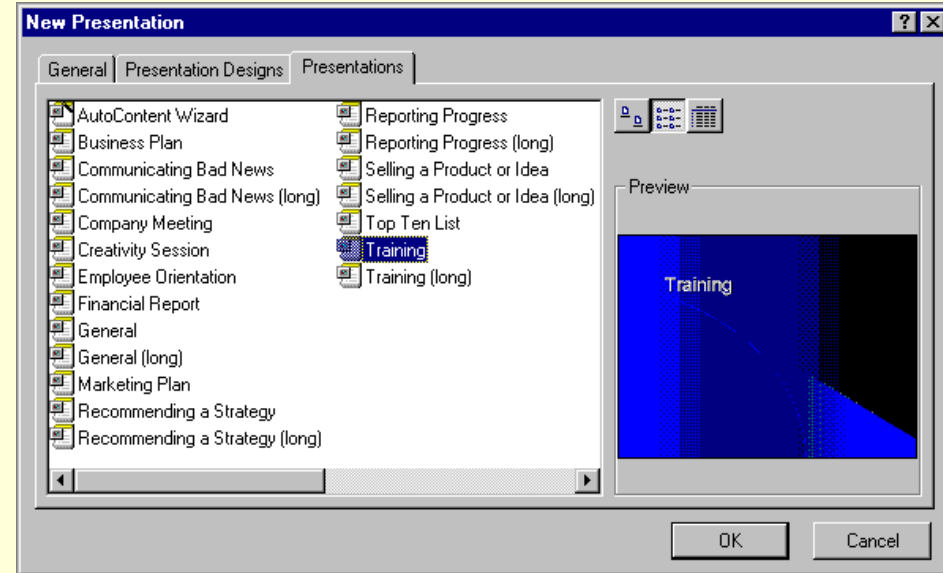 New Presentation
General Presentation Designs Presentations
AutoContent Wizard
Business Plan
Communicating Bad News
Communicating Bad News (long)
Company Meeting
Creativity Session
Employee Orientation
Financial Report
General
General (long)
Marketing Plan
Recommending a Strategy
Recommending a Strategy (long)
Reporting Progress
Reporting Progress (long)
Selling a Product or Idea
Selling a Product or Idea (long)
Top Ten List
Training
Training (long)
Preview
Training
OK Cancel